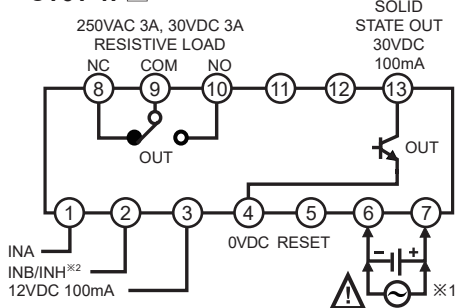 SOLID
250VAC 3A, 30VDC 3A STATE OUT
RESISTIVE LOAD 30VDC
100mA
NC COM NO
8 9 10 11 12 13
OUT OUT
1 2 3 4 5 6 7
0VDC RESET
INA
INB/INH※2
12VDC 100mA
- +
! ※1